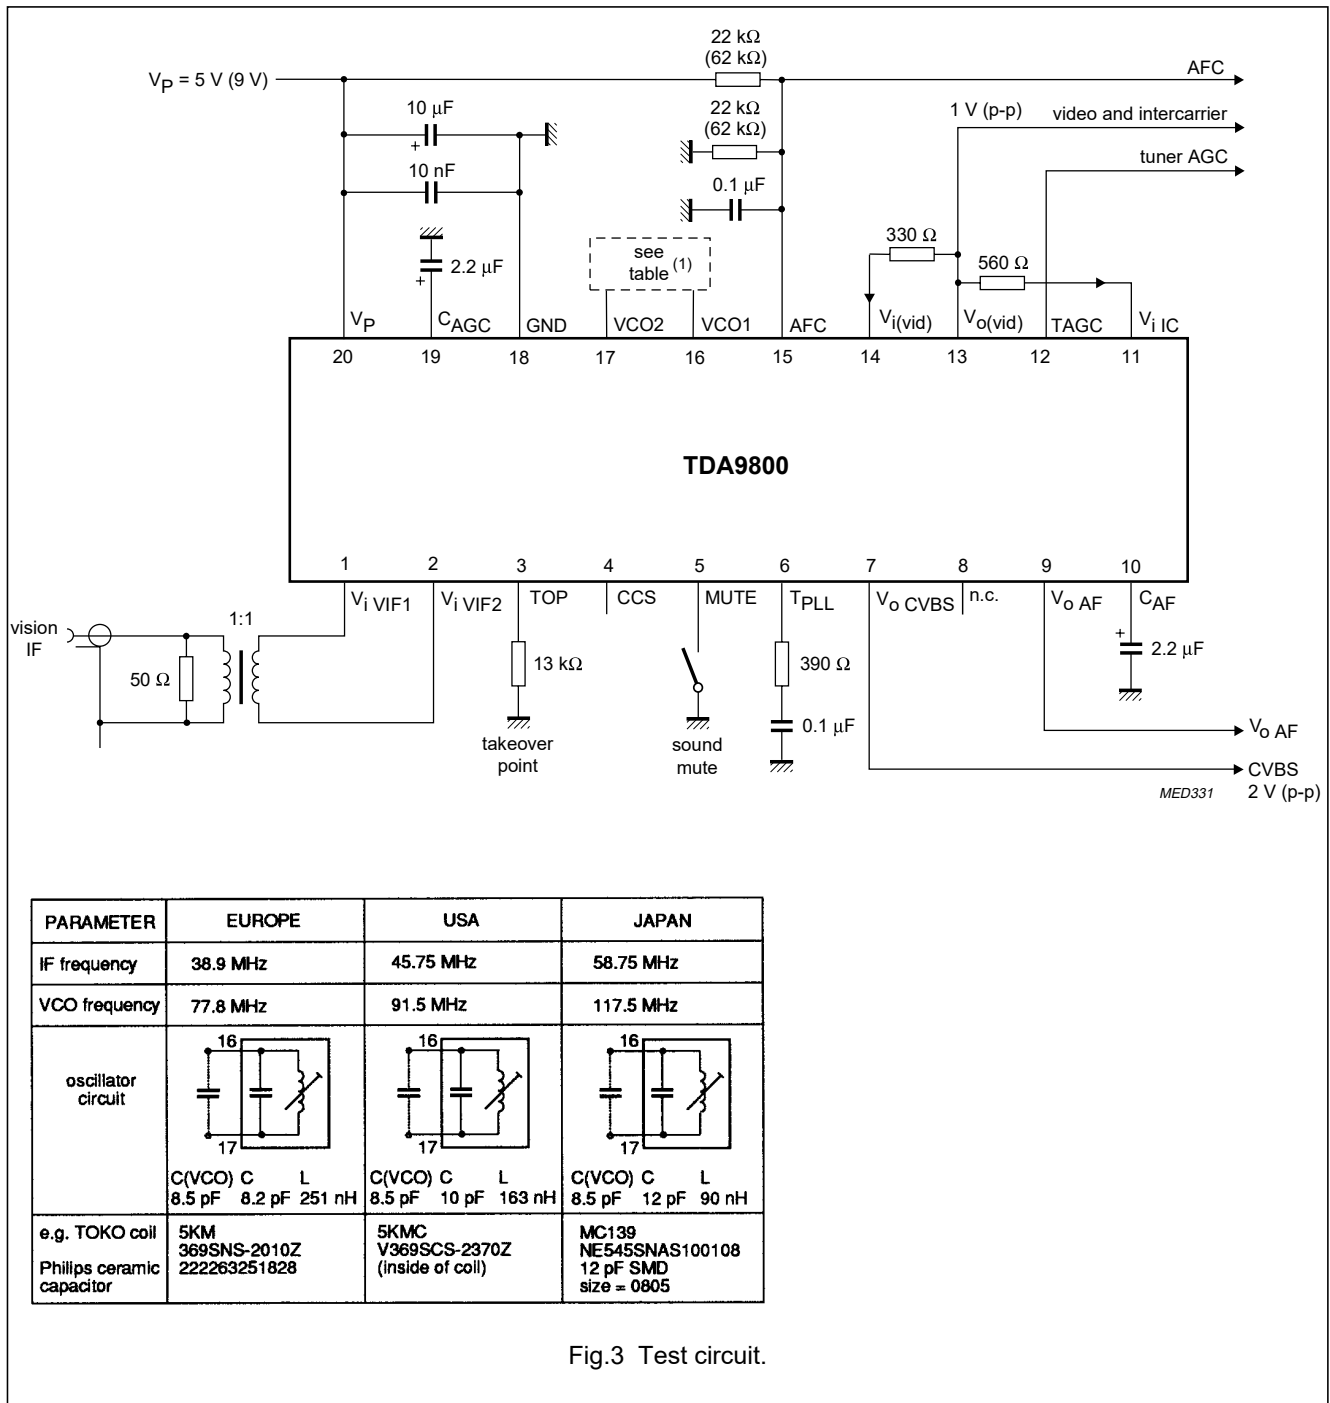 22 kΩ
(62 kΩ)
VP = 5 V (9 V)
AFC
10 μF
+
22 kΩ
(62 kΩ)
1 V (p-p)
video and intercarrier
tuner AGC
10 nF
0.1 μF
330 Ω
see
table (1)
2.2 μF
+
560 Ω
VP
CAGC
GND
VCO2
VCO1
AFC
Vi(vid)
Vo(vid)
TAGC
Vi IC
20 19 18 17 16 15 14 13 12 11
TDA9800
1 2 3 4 5 6 7 8 9 10
Vi VIF1
Vi VIF2
TOP
CCS
MUTE
TPLL
Vo CVBS
n.c.
Vo AF
CAF
vision
IF
1:1
50 Ω
13 kΩ
390 Ω
+
2.2 μF
0.1 μF
takeover
point
sound
mute
Vo AF
CVBS
2 V (p-p)
MED331
PARAMETER EUROPE USA JAPAN
IF frequency 38.9 MHz 45.75 MHz 58.75 MHz
VCO frequency 77.8 MHz 91.5 MHz 117.5 MHz
oscillator
circuit
16 16 16
17 17 17
C(VCO) C L C(VCO) C L C(VCO) C L
8.5 pF 8.2 pF 251 nH 8.5 pF 10 pF 163 nH 8.5 pF 12 pF 90 nH
e.g. TOKO coil 5KM 5KMC MC139
369SNS-2010Z V369SCS-2370Z NE545SNAS100108
Philips ceramic 222263251828 (inside of coil) 12 pF SMD
capacitor size = 0805
Fig.3 Test circuit.